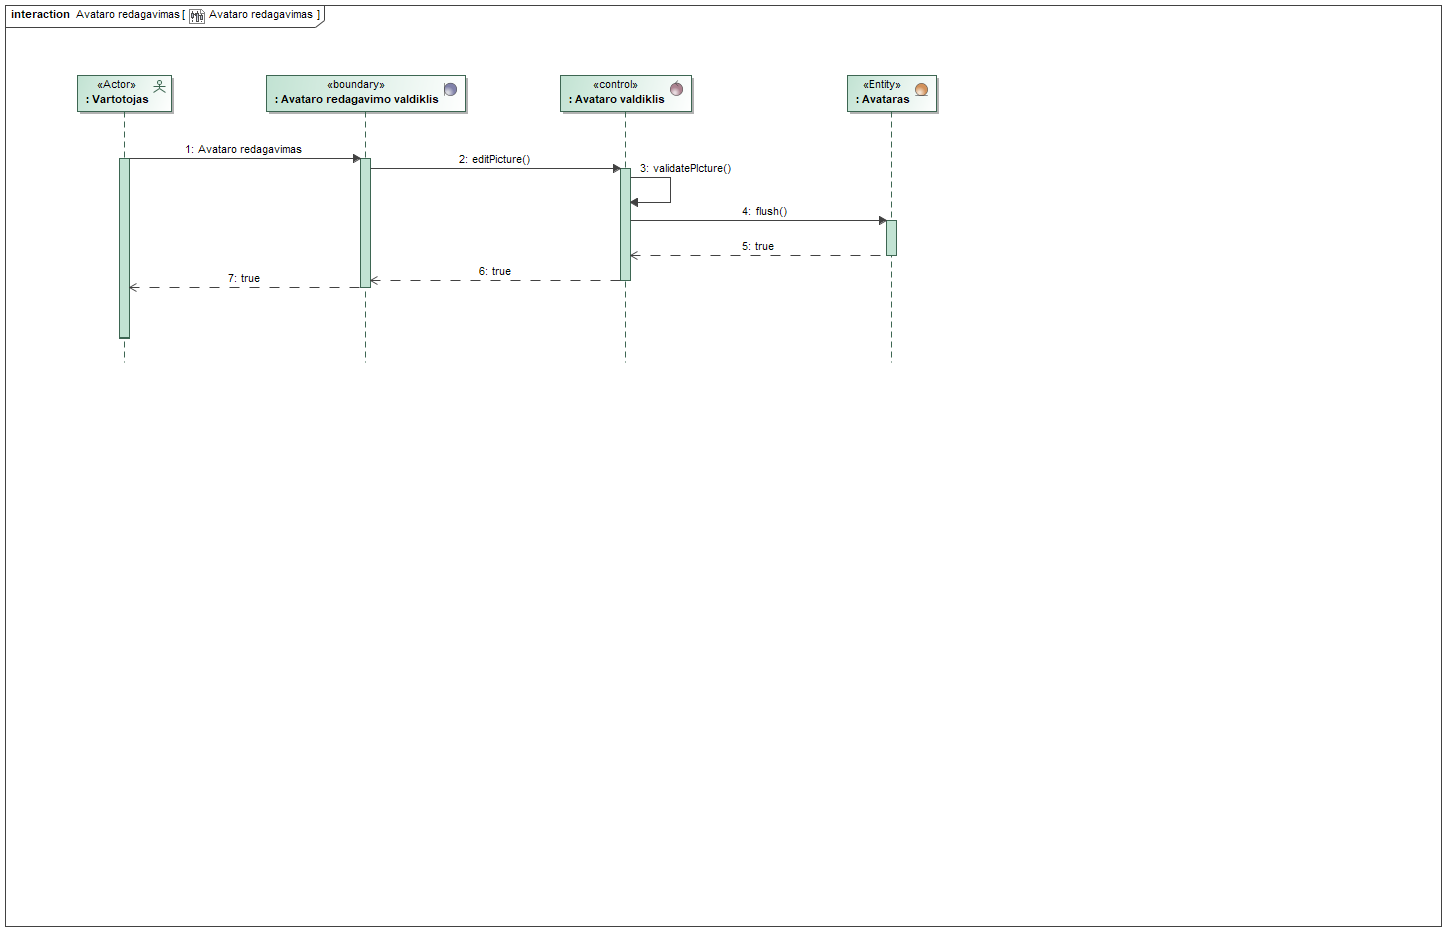 interaction Avataro redagavimas [ Avataro redagavimas ]
«Actor»
: Vartotojas
«boundary»
: Avataro redagavimo valdiklis
«control»
: Avataro valdiklis
«Entity»
: Avataras
1: Avataro redagavimas
2: editPicture()
3: validatePIcture()
4: flush()
5: true
6: true
7: true